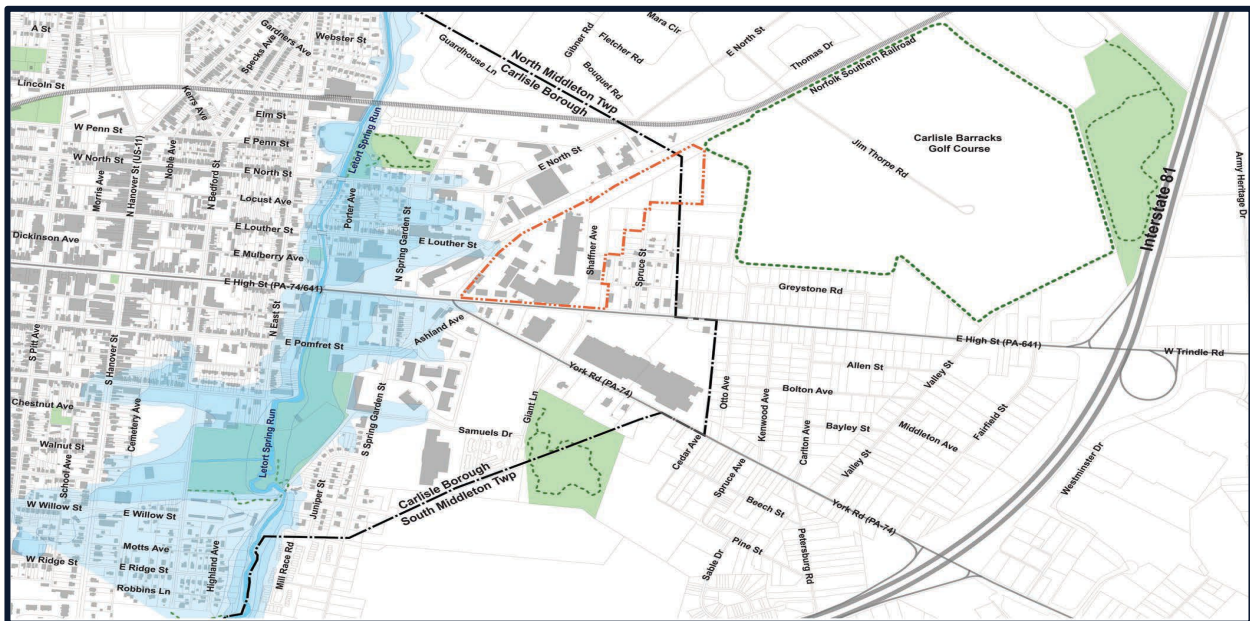 A St
Gardners Ave
Specks Ave
Webster St
Lincoln St
Kerrs Ave
Elm St
W Penn St
E Penn St
W North St
E North St
Morris Ave
N Hanover St (US-11)
Noble Ave
N Bedford St
Locust Ave
E Louther St
Dickinson Ave
E Mulberry Ave
E High St (PA-74/641)
Letort Spring Run
Porter Ave
N Spring Garden St
E Louther St
E North St
Guardhouse Ln
North Middleton Twp
Carlisle Borough
Gibner Rd
Fletcher Rd
Bouquet Rd
Mara Cir
E North St
Thomas Dr
Norfolk Southern Railroad
Jim Thorpe Rd
Carlisle Barracks
Golf Course
Interstate 81
Army Heritage Dr
Shaffner Ave
Spruce St
Greystone Rd
E High St (PA-641)
W Trindle Rd
N East St
Ashland Ave
E Pomfret St
S Pitt Ave
S Hanover St
Chestnut Ave
Cemetery Ave
Walnut St
School Ave
Letort Spring Run
S Spring Garden St
Samuels Dr
Giant Ln
York Rd (PA-74)
Otto Ave
Kenwood Ave
Allen St
Bolton Ave
Valley St
Bayley St
Carlton Ave
Middleton Ave
Fairfield St
Valley St
Cedar Ave
Spruce Ave
Beech St
Pine St
Sable Dr
Petersburg Rd
York Rd (PA-74)
Westminster Dr
Carlisle Borough
South Middleton Twp
Juniper St
Mill Race Rd
W Willow St
E Willow St
Motts Ave
W Ridge St
E Ridge St
Highland Ave
Robbins Ln